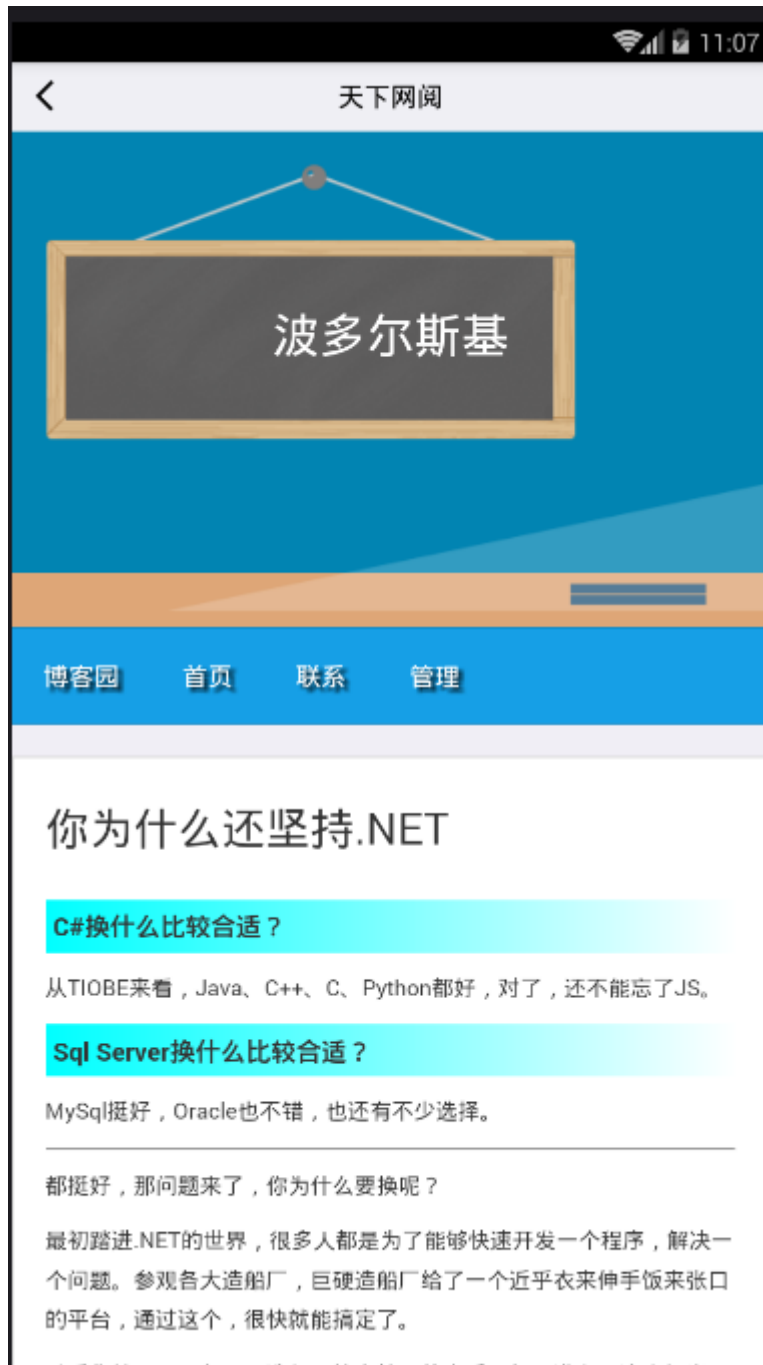 11:07
天下网阅
波多尔斯基
博客园 首页 联系 管理
你为什么还坚持.NET
C#换什么比较合适？
从TIOBE来看，Java、C++、C、Python都好，对了，还不能忘了JS。
Sql Server换什么比较合适？
MySql挺好，Oracle也不错，也还有不少选择。
都挺好，那问题来了，你为什么要换呢？
最初踏进.NET的世界，很多人都是为了能够快速开发一个程序，解决一
个问题。参观各大造船厂，巨硬造船厂给了一个近乎衣来伸手饭来张口
的平台，通过这个，很快就能搞定了。